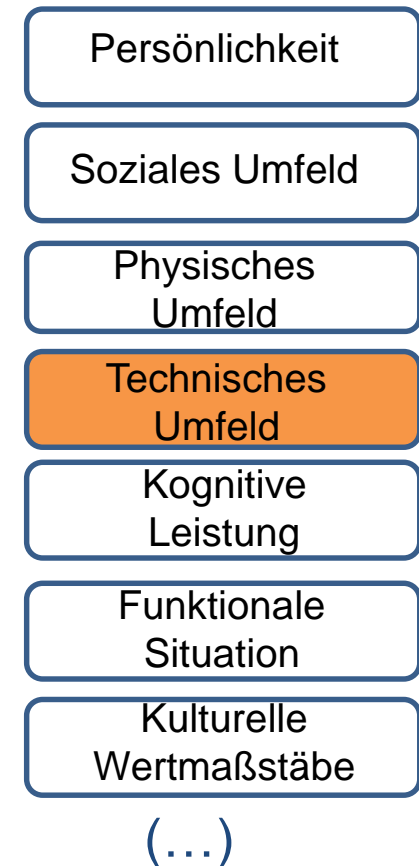 Persönlichkeit
Soziales Umfeld
Physisches
Umfeld
Technisches
Umfeld
Kognitive
Leistung
Funktionale
Situation
Kulturelle
Wertmaßstäbe
(…)